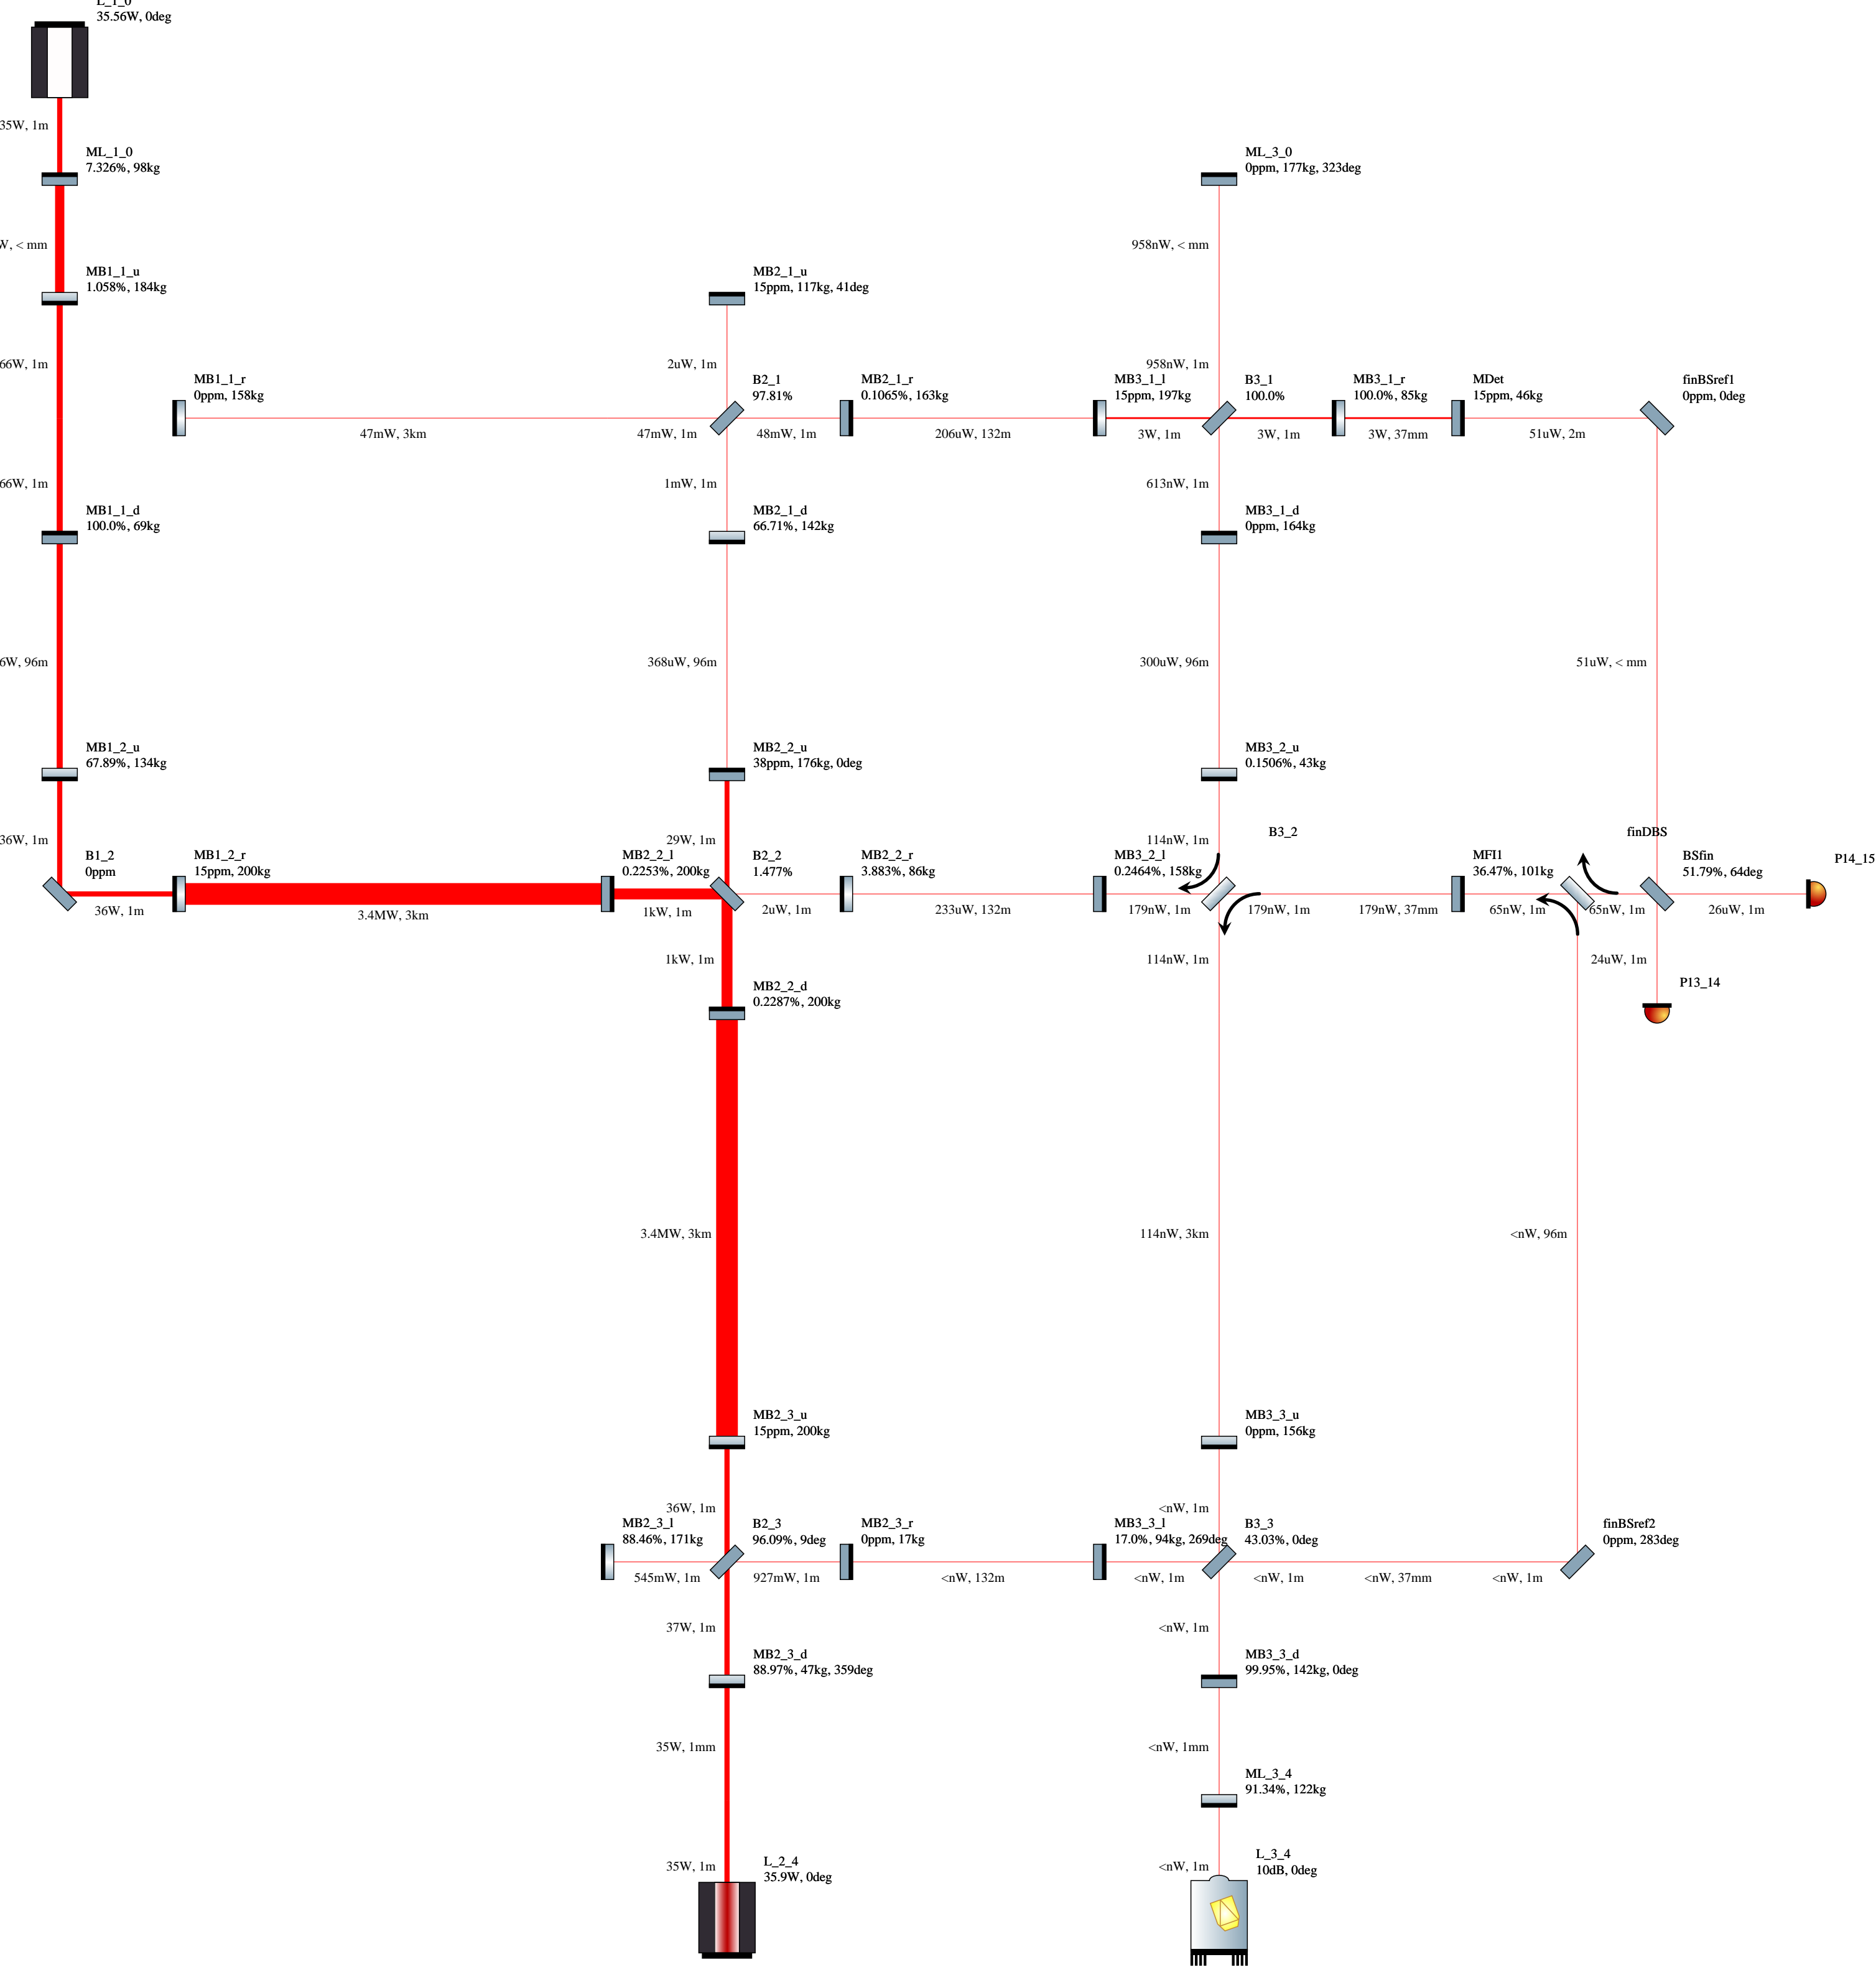 L_1_0
35.56W, 0deg
35W, 1m
ML_1_0
7.326%, 98kg
ML_3_0
0ppm, 177kg, 323deg
W, < mm
958nW, < mm
MB1_1_u
1.058%, 184kg
MB2_1_u
15ppm, 117kg, 41deg
66W, 1m
2uW, 1m
958nW, 1m
MB1_1_r
0ppm, 158kg
B2_1
97.81%
MB2_1_r
0.1065%, 163kg
MB3_1_l
15ppm, 197kg
B3_1
100.0%
MB3_1_r
100.0%, 85kg
MDet
15ppm, 46kg
finBSref1
0ppm, 0deg
47mW, 3km
47mW, 1m
48mW, 1m
206uW, 132m
3W, 1m
3W, 1m
3W, 37mm
51uW, 2m
66W, 1m
1mW, 1m
613nW, 1m
MB1_1_d
100.0%, 69kg
MB2_1_d
66.71%, 142kg
MB3_1_d
0ppm, 164kg
6W, 96m
368uW, 96m
300uW, 96m
51uW, < mm
MB1_2_u
67.89%, 134kg
MB2_2_u
38ppm, 176kg, 0deg
MB3_2_u
0.1506%, 43kg
36W, 1m
29W, 1m
114nW, 1m
B3_2
finDBS
B1_2
0ppm
MB1_2_r
15ppm, 200kg
MB2_2_l
0.2253%, 200kg
B2_2
1.477%
MB2_2_r
3.883%, 86kg
MB3_2_l
0.2464%, 158kg
MFI1
36.47%, 101kg
BSfin
51.79%, 64deg
P14_15
36W, 1m
3.4MW, 3km
1kW, 1m
2uW, 1m
233uW, 132m
179nW, 1m
179nW, 1m
179nW, 37mm
65nW, 1m
65nW, 1m
26uW, 1m
1kW, 1m
114nW, 1m
24uW, 1m
MB2_2_d
0.2287%, 200kg
P13_14
3.4MW, 3km
114nW, 3km
<nW, 96m
MB2_3_u
15ppm, 200kg
MB3_3_u
0ppm, 156kg
36W, 1m
<nW, 1m
MB2_3_l
88.46%, 171kg
B2_3
96.09%, 9deg
MB2_3_r
0ppm, 17kg
MB3_3_l
17.0%, 94kg, 269deg
B3_3
43.03%, 0deg
finBSref2
0ppm, 283deg
545mW, 1m
927mW, 1m
<nW, 132m
<nW, 1m
<nW, 1m
<nW, 37mm
<nW, 1m
37W, 1m
<nW, 1m
MB2_3_d
88.97%, 47kg, 359deg
MB3_3_d
99.95%, 142kg, 0deg
35W, 1mm
<nW, 1mm
ML_3_4
91.34%, 122kg
35W, 1m
<nW, 1m
L_2_4
35.9W, 0deg
L_3_4
10dB, 0deg